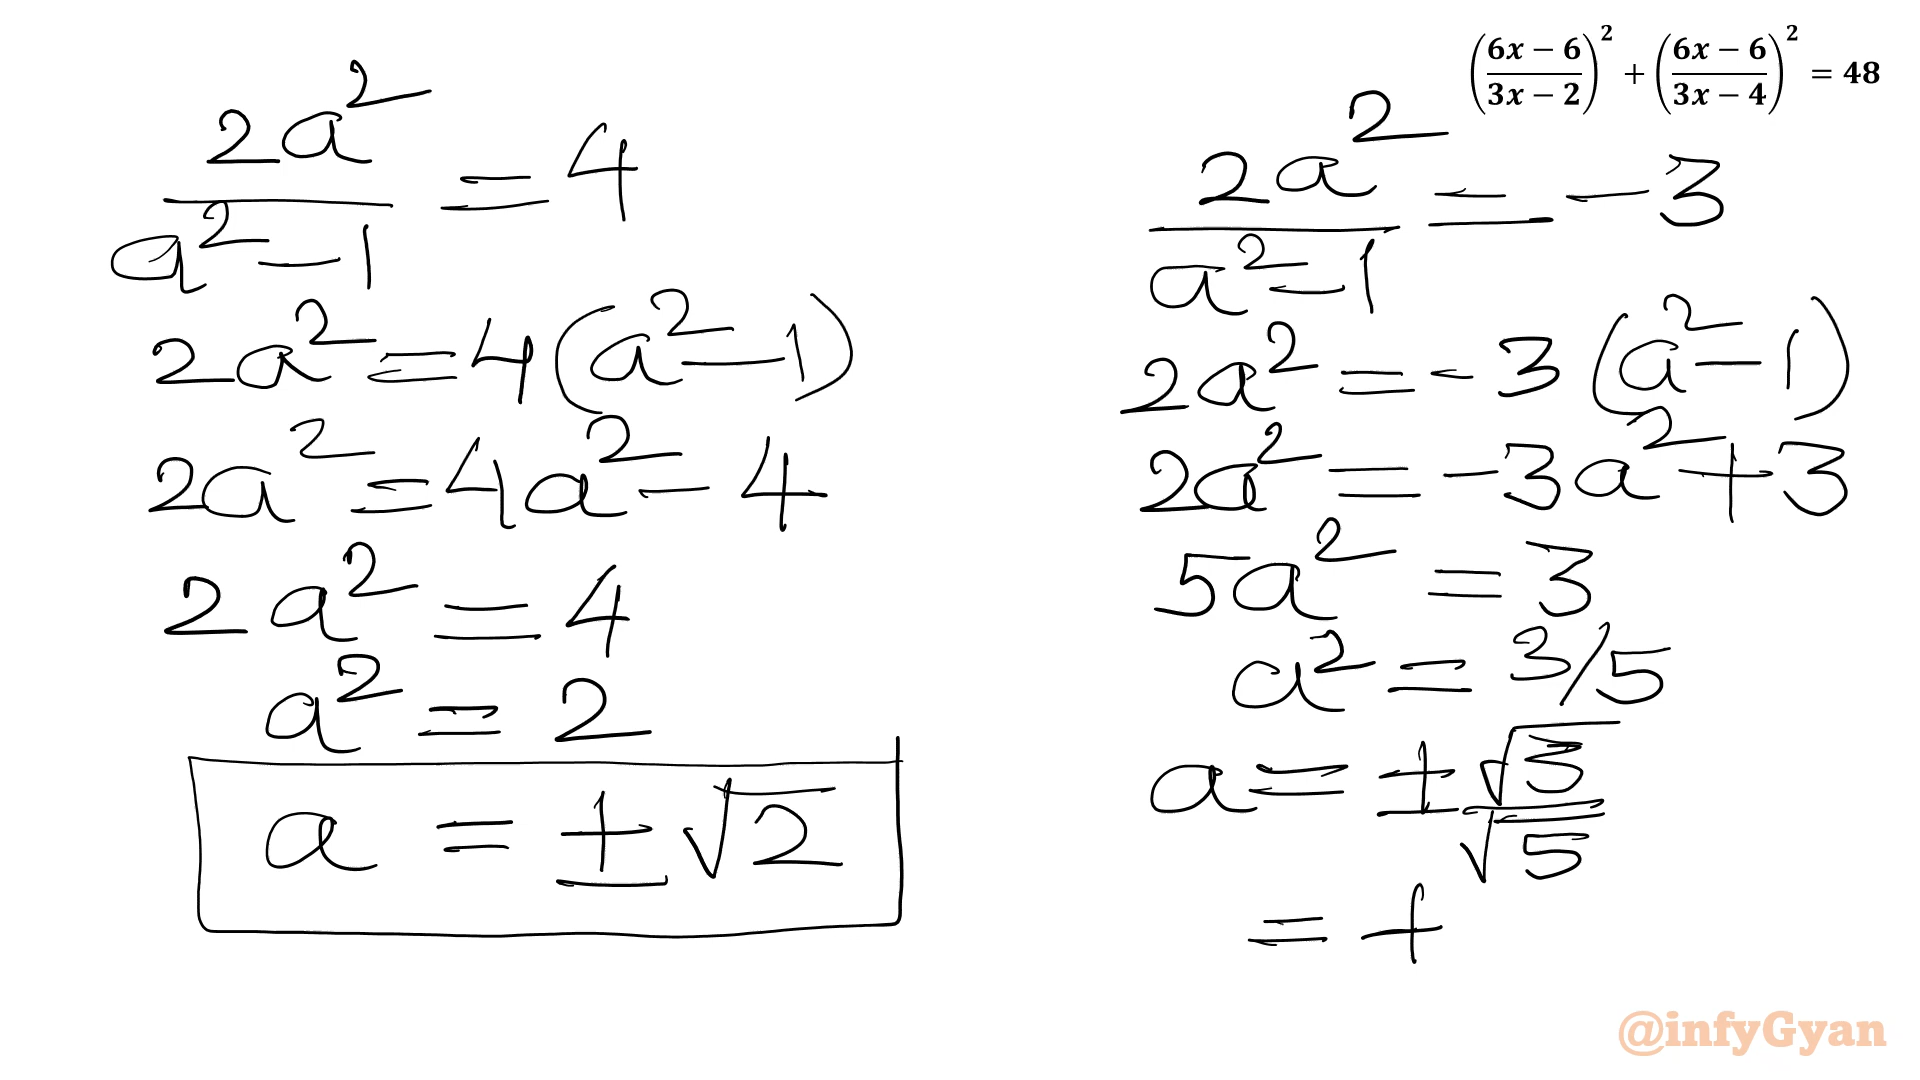 (6x − 6 / 3x − 2)² + (6x − 6 / 3x − 4)² = 48
2a² / a² − 1 = 4
2a² = 4(a² − 1)
2a² = 4a² − 4
2a² = 4
a² = 2
a = ± √2
2a² / a² − 1 = − 3
2a² = − 3 (a² − 1)
2a² = − 3a² + 3
5a² = 3
a² = 3/5
a = ± √3 / √5
= +
@infyGyan